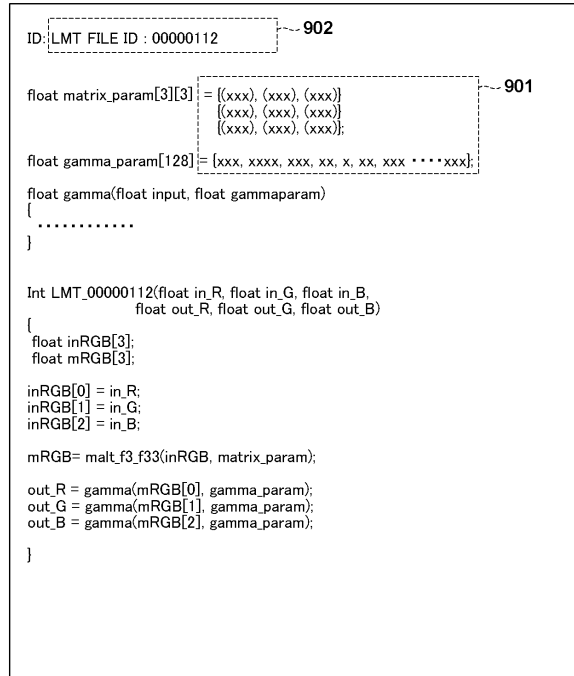 ID: LMT FILE ID : 00000112 902
float matrix_param[3][3] = {(xxx), (xxx), (xxx)} 901
{(xxx), (xxx), (xxx)}
{(xxx), (xxx), (xxx)};
float gamma_param[128] = {xxx, xxxx, xxx, xx, x, xx, xxx ････xxx};
float gamma(float input, float gammaparam)
{
････････････
}
Int LMT_00000112(float in_R, float in_G, float in_B,
float out_R, float out_G, float out_B)
{
float inRGB[3];
float mRGB[3];
inRGB[0] = in_R;
inRGB[1] = in_G;
inRGB[2] = in_B;
mRGB= malt_f3_f33(inRGB, matrix_param);
out_R = gamma(mRGB[0], gamma_param);
out_G = gamma(mRGB[1], gamma_param);
out_B = gamma(mRGB[2], gamma_param);
}